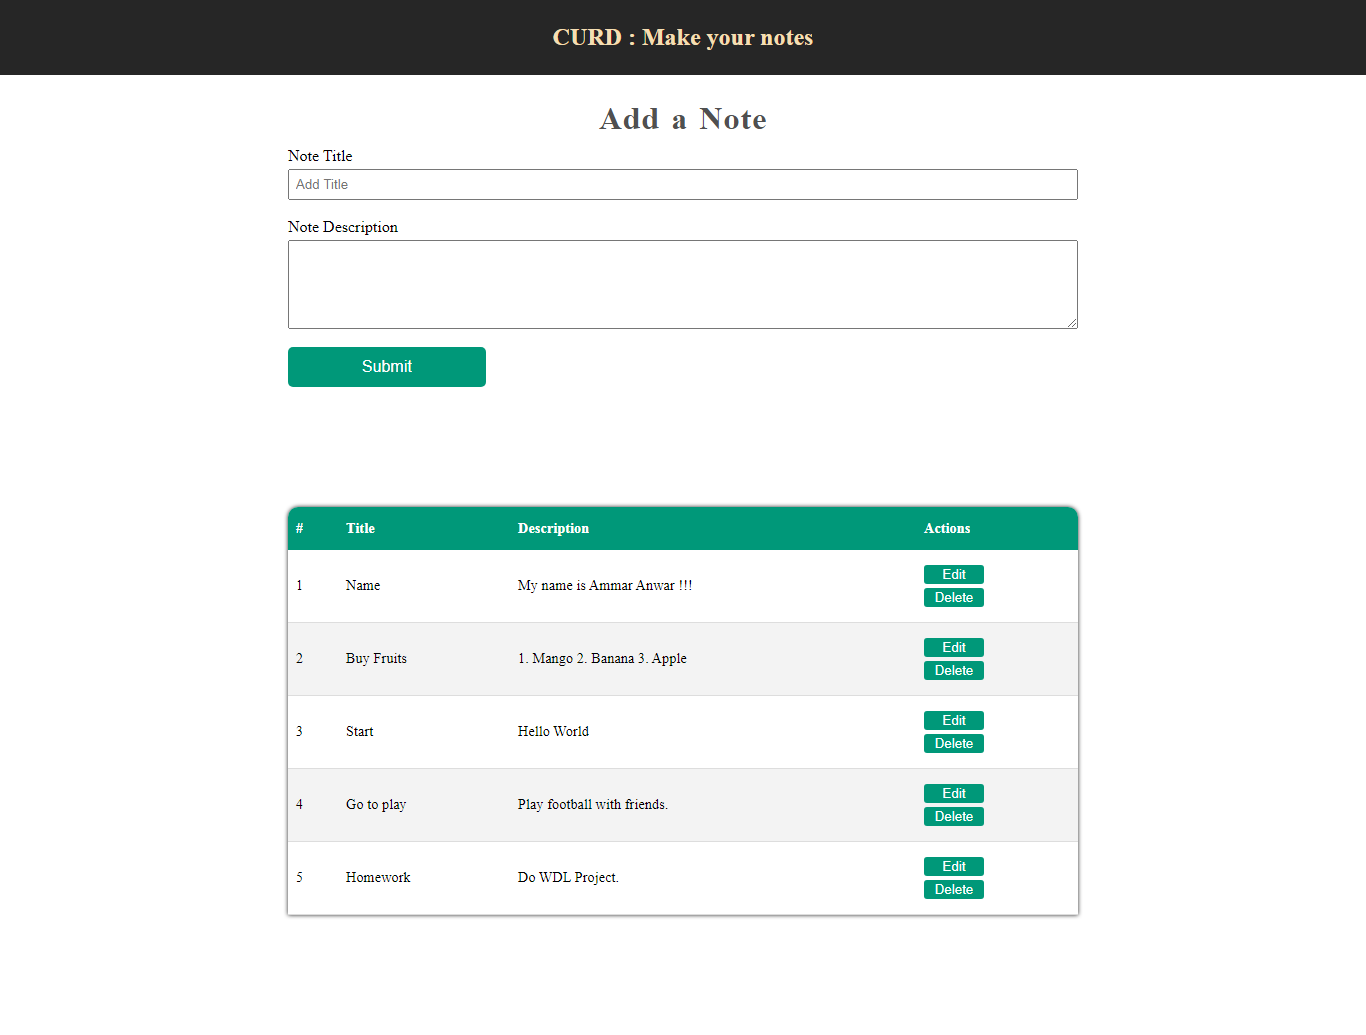 CURD : Make your notes
Add a Note
Note Title
Add Title
Note Description
Submit
# Title Description Actions
1 Name My name is Ammar Anwar !!! Edit
Delete
2 Buy Fruits 1. Mango 2. Banana 3. Apple Edit
Delete
3 Start Hello World Edit
Delete
4 Go to play Play football with friends. Edit
Delete
5 Homework Do WDL Project. Edit
Delete